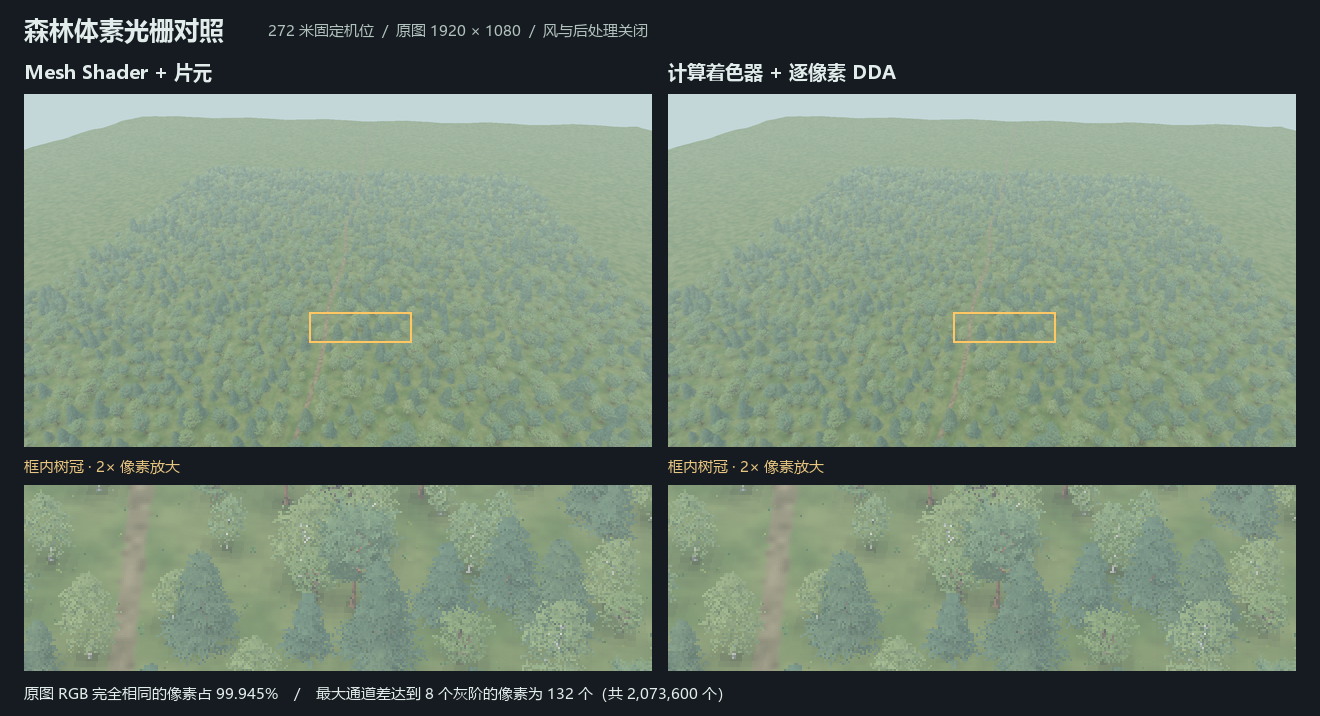 森林体素光栅对照
272 米固定机位 / 原图 1920 × 1080 / 风与后处理关闭
Mesh Shader + 片元
计算着色器 + 逐像素 DDA
框内树冠 · 2× 像素放大
框内树冠 · 2× 像素放大
原图 RGB 完全相同的像素占 99.945% / 最大通道差达到 8 个灰阶的像素为 132 个（共 2,073,600 个）